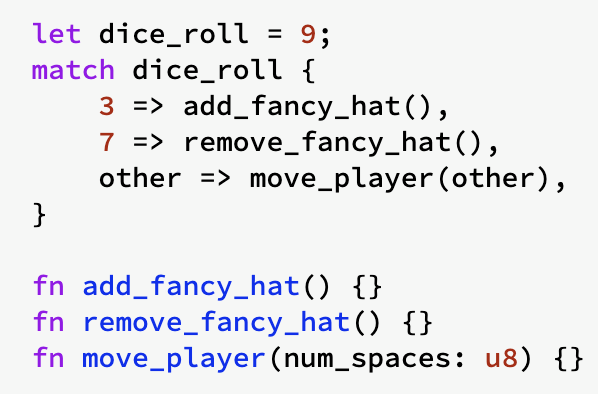 let dice_roll = 9;
match dice_roll {
    3 => add_fancy_hat(),
    7 => remove_fancy_hat(),
    other => move_player(other),
}

fn add_fancy_hat() {}
fn remove_fancy_hat() {}
fn move_player(num_spaces: u8) {}